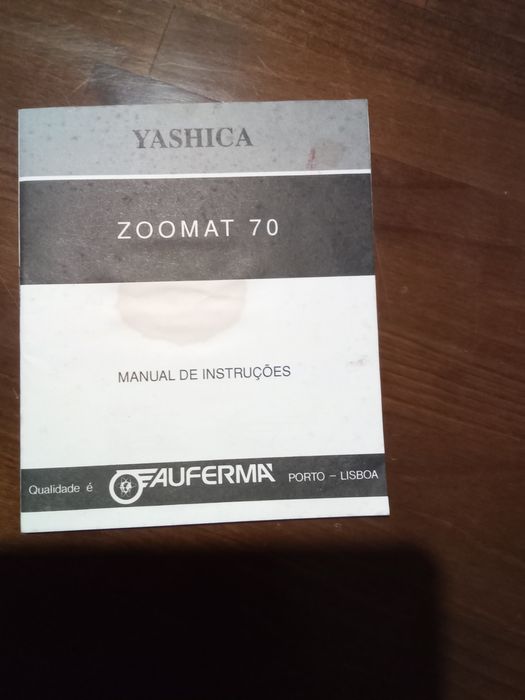 YASHICA
ZOOMAT 70
MANUAL DE INSTRUÇÕES
Qualidade é AUFERMA PORTO – LISBOA